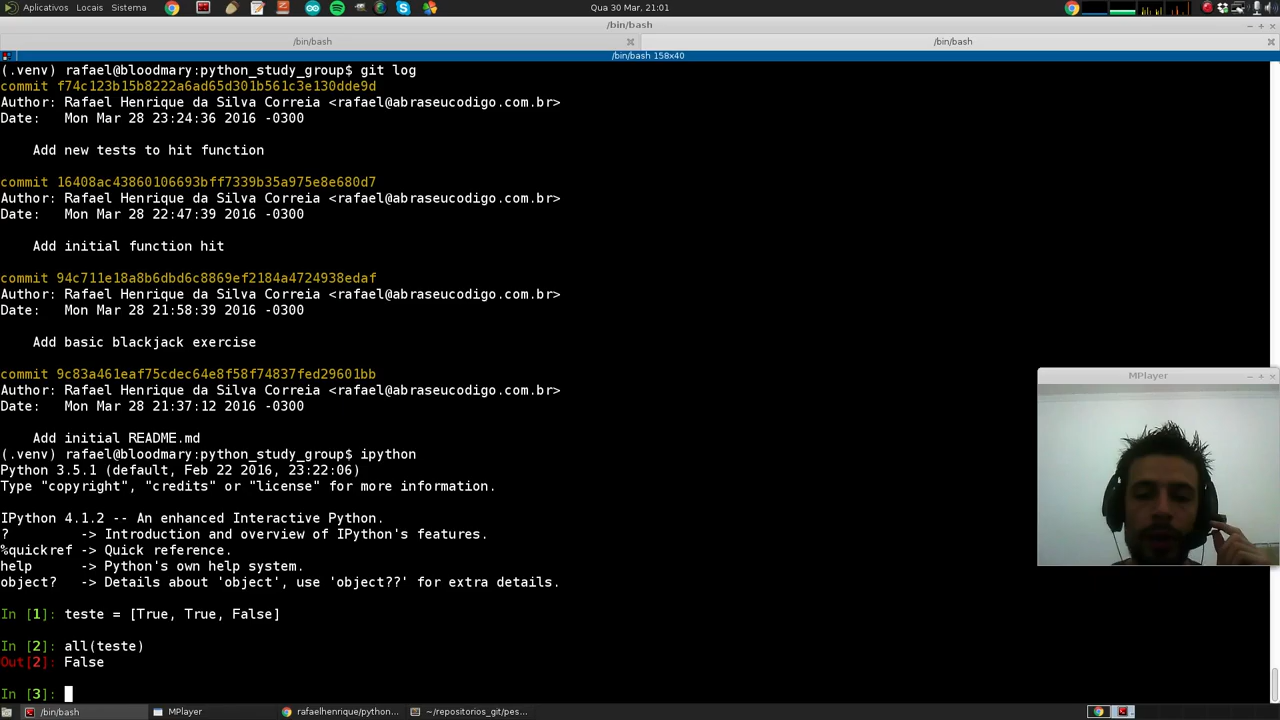 Aplicativos Locais Sistema
Qua 30 Mar, 21:01
/bin/bash
/bin/bash
/bin/bash
/bin/bash 158x40
(.venv) rafael@bloodmary:python_study_group$ git log
commit f74c123b15b8222a6ad65d301b561c3e130dde9d
Author: Rafael Henrique da Silva Correia <rafael@abraseucodigo.com.br>
Date:   Mon Mar 28 23:24:36 2016 -0300
Add new tests to hit function
commit 16408ac43860106693bff7339b35a975e8e680d7
Author: Rafael Henrique da Silva Correia <rafael@abraseucodigo.com.br>
Date:   Mon Mar 28 22:47:39 2016 -0300
Add initial function hit
commit 94c711e18a8b6dbd6c8869ef2184a4724938edaf
Author: Rafael Henrique da Silva Correia <rafael@abraseucodigo.com.br>
Date:   Mon Mar 28 21:58:39 2016 -0300
Add basic blackjack exercise
commit 9c83a461eaf75cdec64e8f58f74837fed29601bb
Author: Rafael Henrique da Silva Correia <rafael@abraseucodigo.com.br>
MPlayer
Date:   Mon Mar 28 21:37:12 2016 -0300
Add initial README.md
(.venv) rafael@bloodmary:python_study_group$ ipython
Python 3.5.1 (default, Feb 22 2016, 23:22:06)
Type "copyright", "credits" or "license" for more information.
IPython 4.1.2 -- An enhanced Interactive Python.
?         -> Introduction and overview of IPython's features.
%quickref -> Quick reference.
help      -> Python's own help system.
object?   -> Details about 'object', use 'object??' for extra details.
In [1]: teste = [True, True, False]
In [2]: all(teste)
Out[2]: False
In [3]:
/bin/bash
MPlayer
rafaelhenrique/python...
~/repositorios_git/pes...